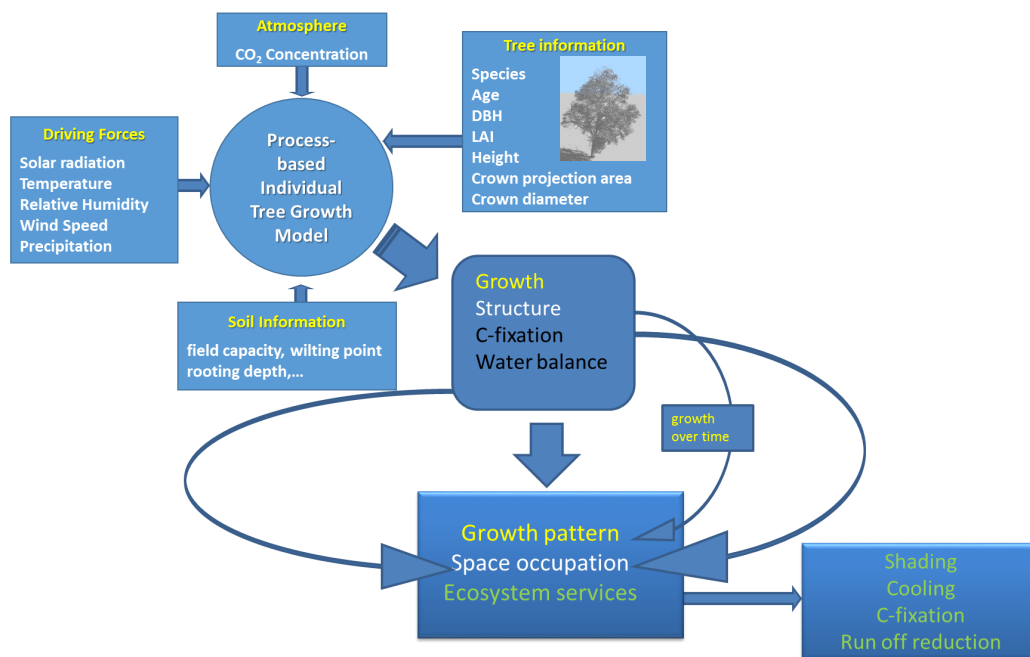 Atmosphere
CO₂ Concentration
Tree information
Species
Age
DBH
LAI
Height
Crown projection area
Crown diameter
Driving Forces
Solar radiation
Temperature
Relative Humidity
Wind Speed
Precipitation
Process-
based
Individual
Tree Growth
Model
Soil Information
field capacity, wilting point
rooting depth,...
Growth
Structure
C-fixation
Water balance
growth
over time
Growth pattern
Space occupation
Ecosystem services
Shading
Cooling
C-fixation
Run off reduction